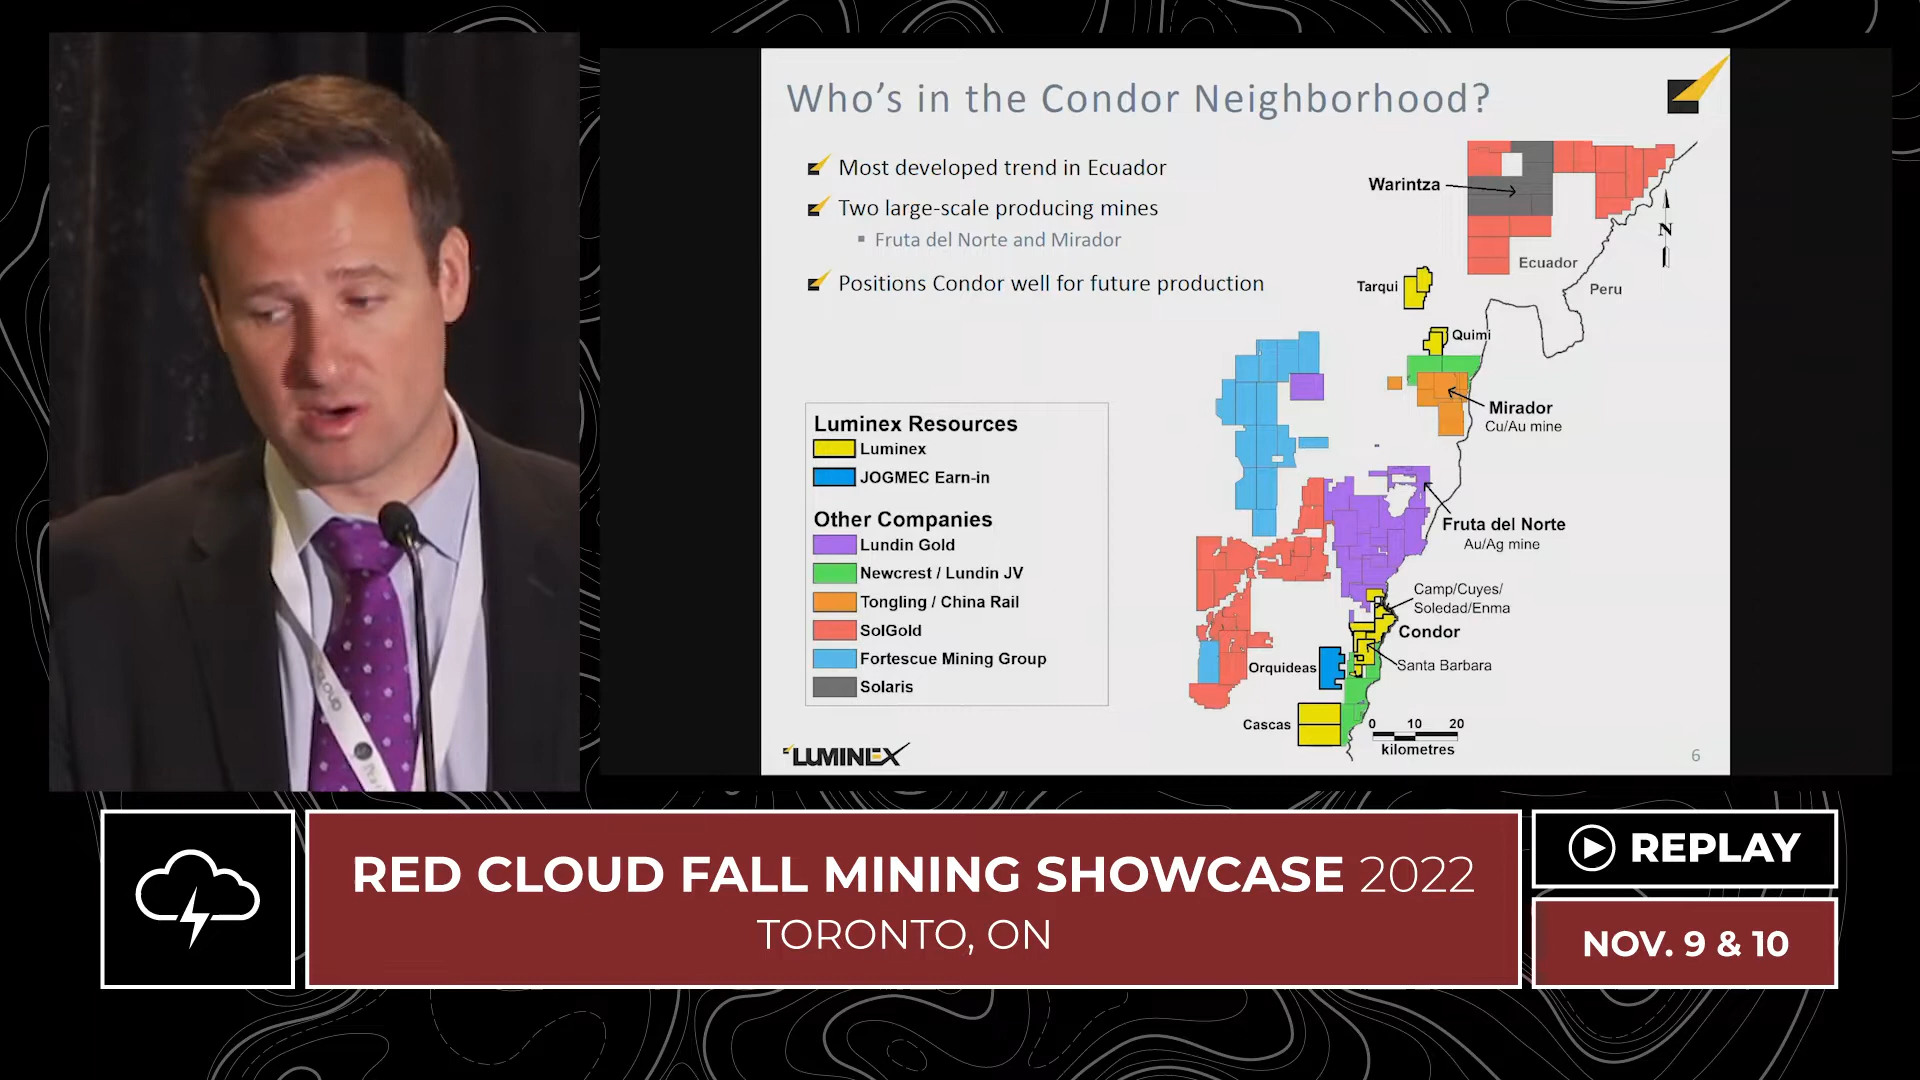 Who's in the Condor Neighborhood?
Most developed trend in Ecuador
Two large-scale producing mines
Fruta del Norte and Mirador
Positions Condor well for future production
Warintza
N
Ecuador
Peru
Tarqui
Quimi
Mirador
Cu/Au mine
Fruta del Norte
Au/Ag mine
Camp/Cuyes/
Soledad/Enma
Condor
Santa Barbara
Orquideas
Cascas
0 10 20
kilometres
Luminex Resources
Luminex
JOGMEC Earn-in
Other Companies
Lundin Gold
Newcrest / Lundin JV
Tongling / China Rail
SolGold
Fortescue Mining Group
Solaris
LUMINEX
6
RED CLOUD FALL MINING SHOWCASE 2022
TORONTO, ON
REPLAY
NOV. 9 & 10